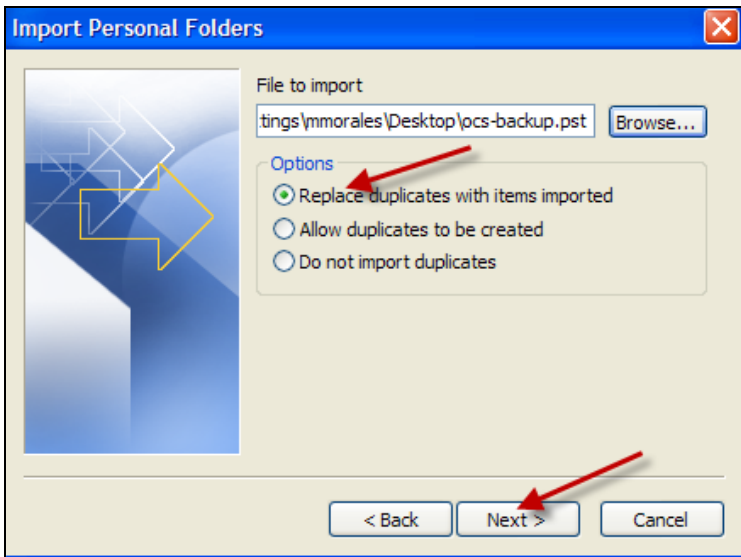 Import Personal Folders
File to import
:tings\mmorales\Desktop\ocs-backup.pst
Browse...
Options
Replace duplicates with items imported
Allow duplicates to be created
Do not import duplicates
< Back
Next >
Cancel